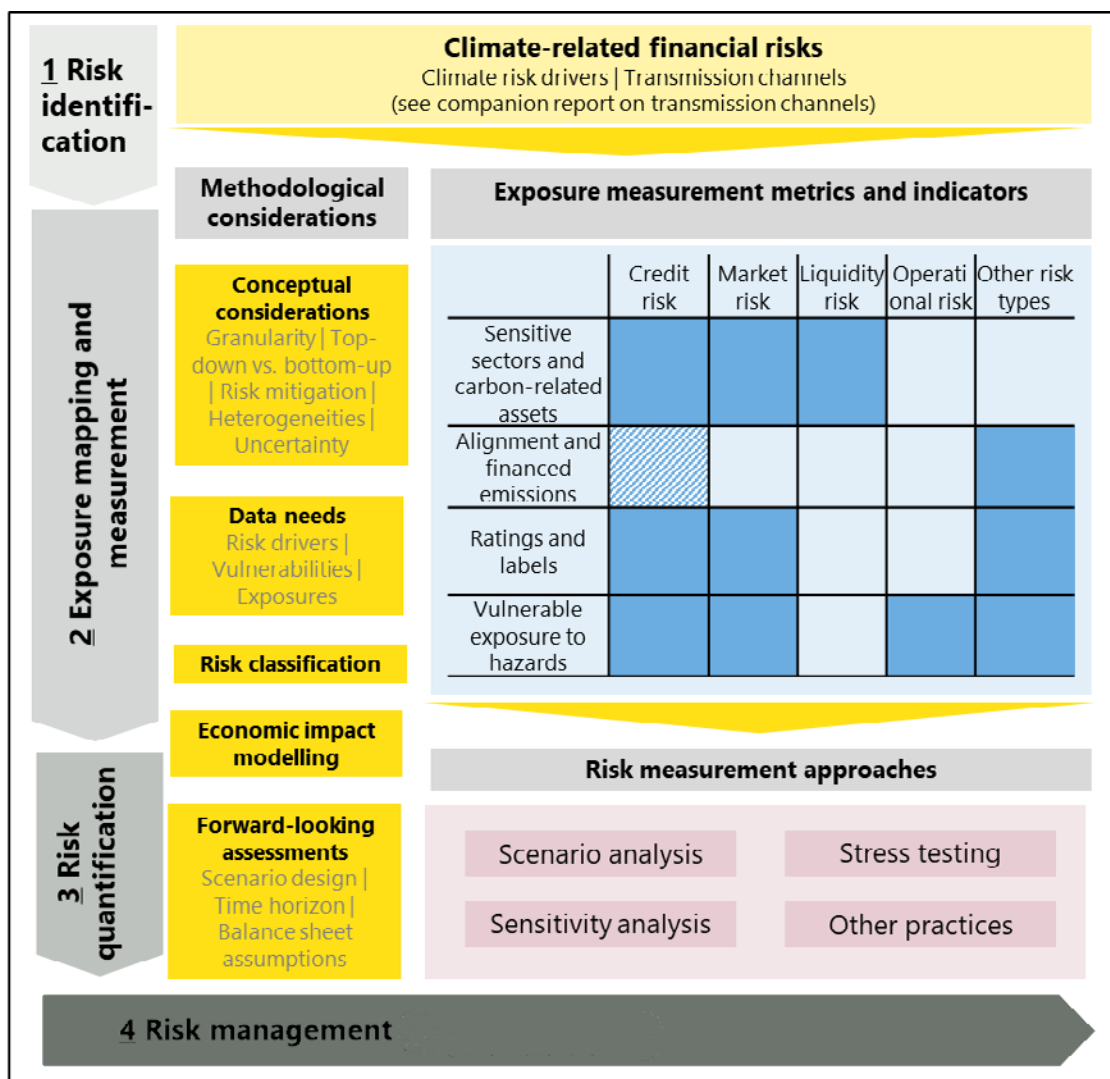 1 Risk
identifi-
cation
Climate-related financial risks
Climate risk drivers | Transmission channels
(see companion report on transmission channels)
2 Exposure mapping and
measurement
Methodological
considerations
Conceptual
considerations
Granularity | Top-
down vs. bottom-up
| Risk mitigation |
Heterogeneities |
Uncertainty
Data needs
Risk drivers |
Vulnerabilities |
Exposures
Risk classification
Economic impact
modelling
Forward-looking
assessments
Scenario design |
Time horizon |
Balance sheet
assumptions
Exposure measurement metrics and indicators
Credit
risk
Market
risk
Liquidity
risk
Operati
onal risk
Other risk
types
Sensitive
sectors and
carbon-related
assets
Alignment and
financed
emissions
Ratings and
labels
Vulnerable
exposure to
hazards
3 Risk
quantification
Risk measurement approaches
Scenario analysis
Stress testing
Sensitivity analysis
Other practices
4 Risk management